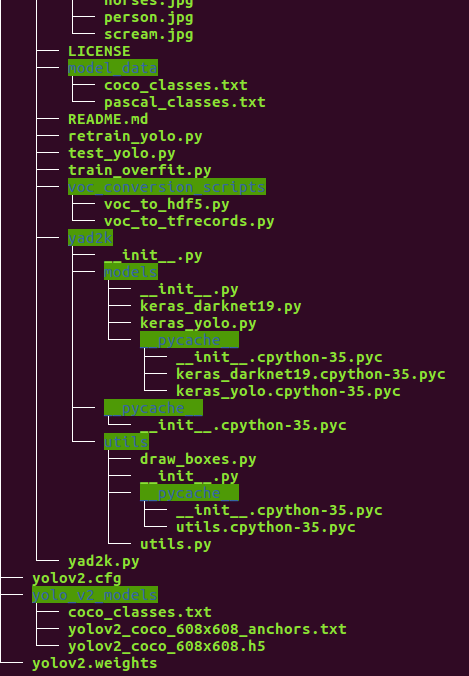 horses.jpg
person.jpg
scream.jpg
LICENSE
model_data
coco_classes.txt
pascal_classes.txt
README.md
retrain_yolo.py
test_yolo.py
train_overfit.py
voc_conversion_scripts
voc_to_hdf5.py
voc_to_tfrecords.py
yad2k
__init__.py
models
__init__.py
keras_darknet19.py
keras_yolo.py
__pycache__
__init__.cpython-35.pyc
keras_darknet19.cpython-35.pyc
keras_yolo.cpython-35.pyc
__pycache__
__init__.cpython-35.pyc
utils
draw_boxes.py
__init__.py
__pycache__
__init__.cpython-35.pyc
utils.cpython-35.pyc
utils.py
yad2k.py
yolov2.cfg
yolo_v2_models
coco_classes.txt
yolov2_coco_608x608_anchors.txt
yolov2_coco_608x608.h5
yolov2.weights